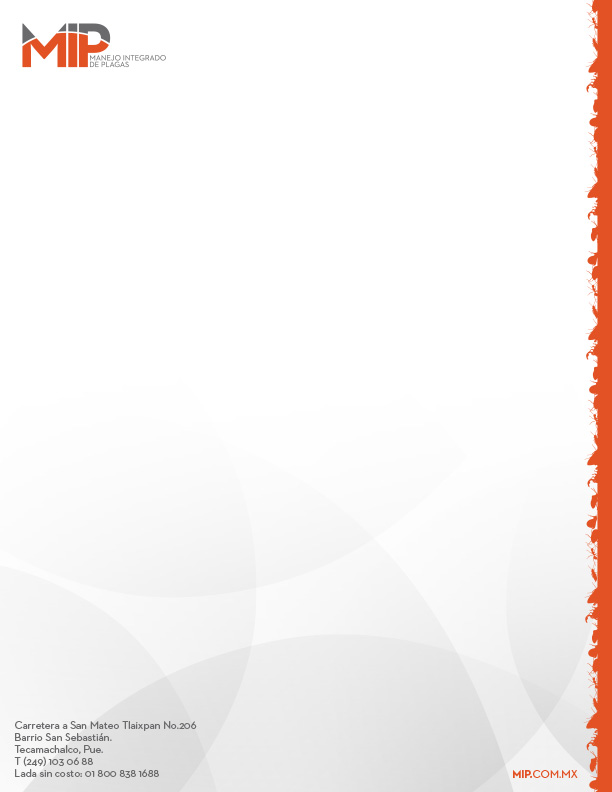 MIP
MANEJO INTEGRADO
DE PLAGAS
Carretera a San Mateo Tlaixpan No.206
Barrio San Sebastián.
Tecamachalco, Pue.
T (249) 103 06 88
Lada sin costo: 01 800 838 1688
MIP.COM.MX